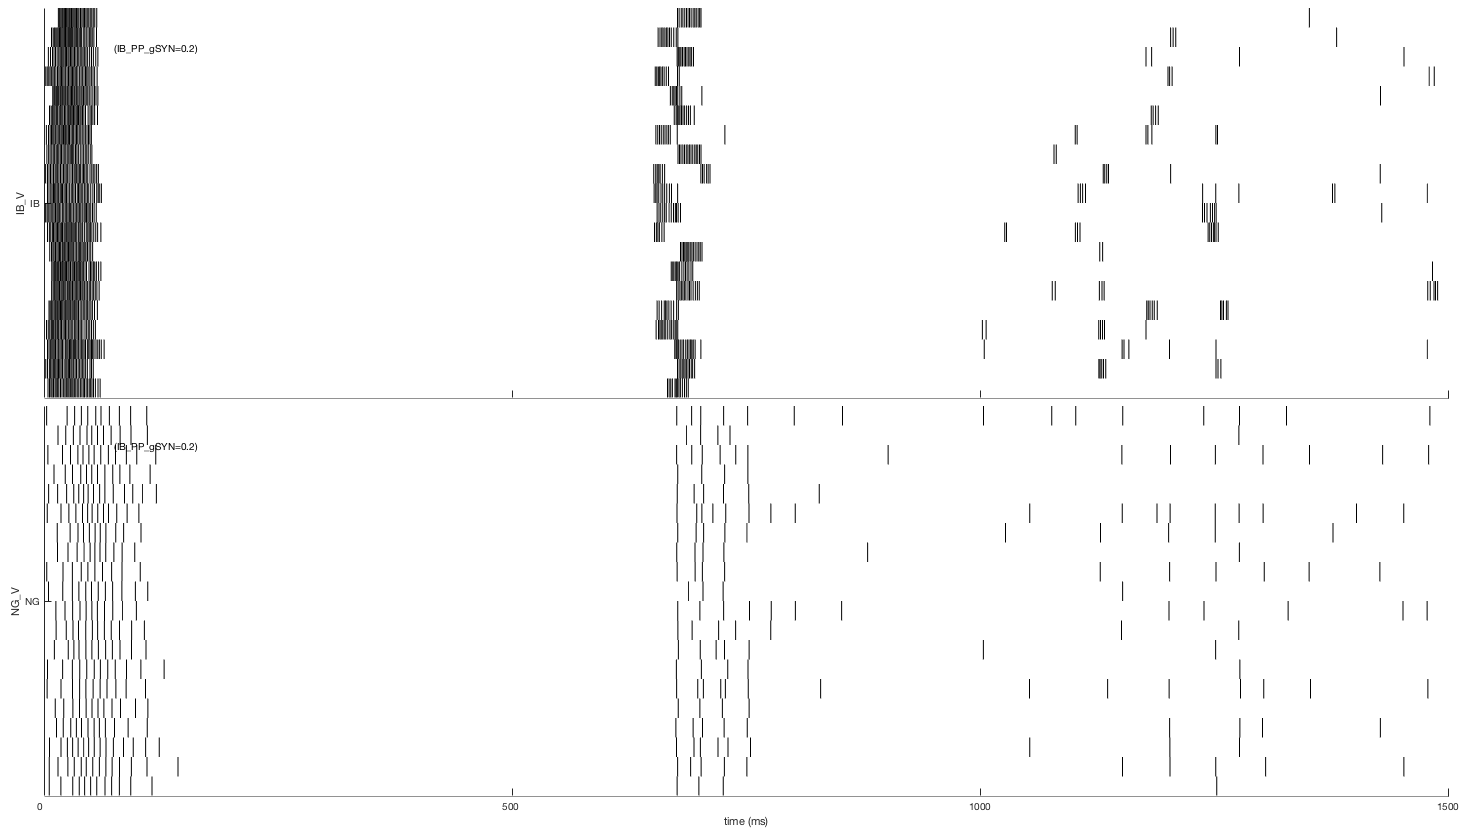 (IB_PP_gSYN=0.2)
IB_V
IB
(IB_PP_gSYN=0.2)
NG_V
NG
0
500
1000
1500
time (ms)